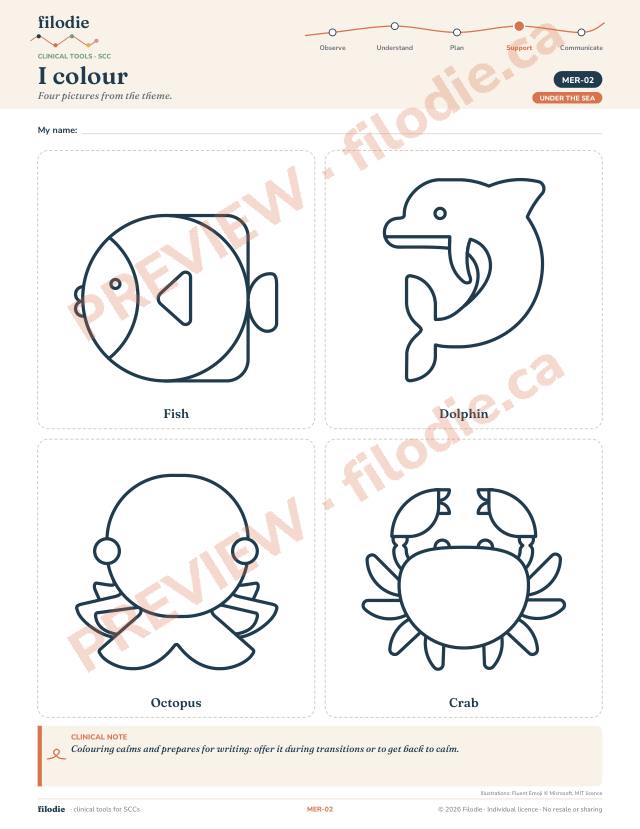 filodie
CLINICAL TOOLS · SCC
I colour
Four pictures from the theme.
Observe
Understand
Plan
Support
Communicate
MER-02
UNDER THE SEA
My name:
PREVIEW · filodie.ca
Fish
Dolphin
PREVIEW · filodie.ca
Octopus
Crab
CLINICAL NOTE
Colouring calms and prepares for writing: offer it during transitions or to get back to calm.
Illustrations: Fluent Emoji © Microsoft, MIT licence
filodie · clinical tools for SCCs
MER-02
© 2026 Filodie · Individual licence · No resale or sharing